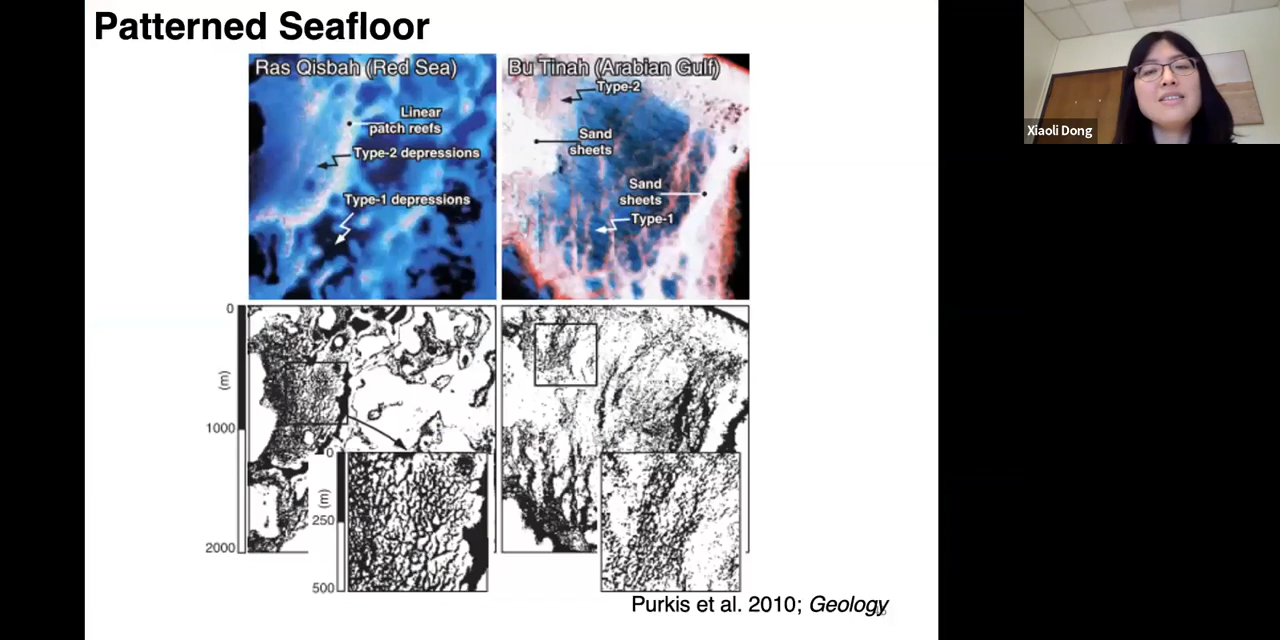 Patterned Seafloor
Ras Qisbah (Red Sea)
Linear
patch reefs
Type-2 depressions
Type-1 depressions
Bu Tinah (Arabian Gulf)
Type-2
Sand
sheets
Sand
sheets
Type-1
0
(m)
1000
2000
0
(m)
250
500
Purkis et al. 2010; Geology
Xiaoli Dong